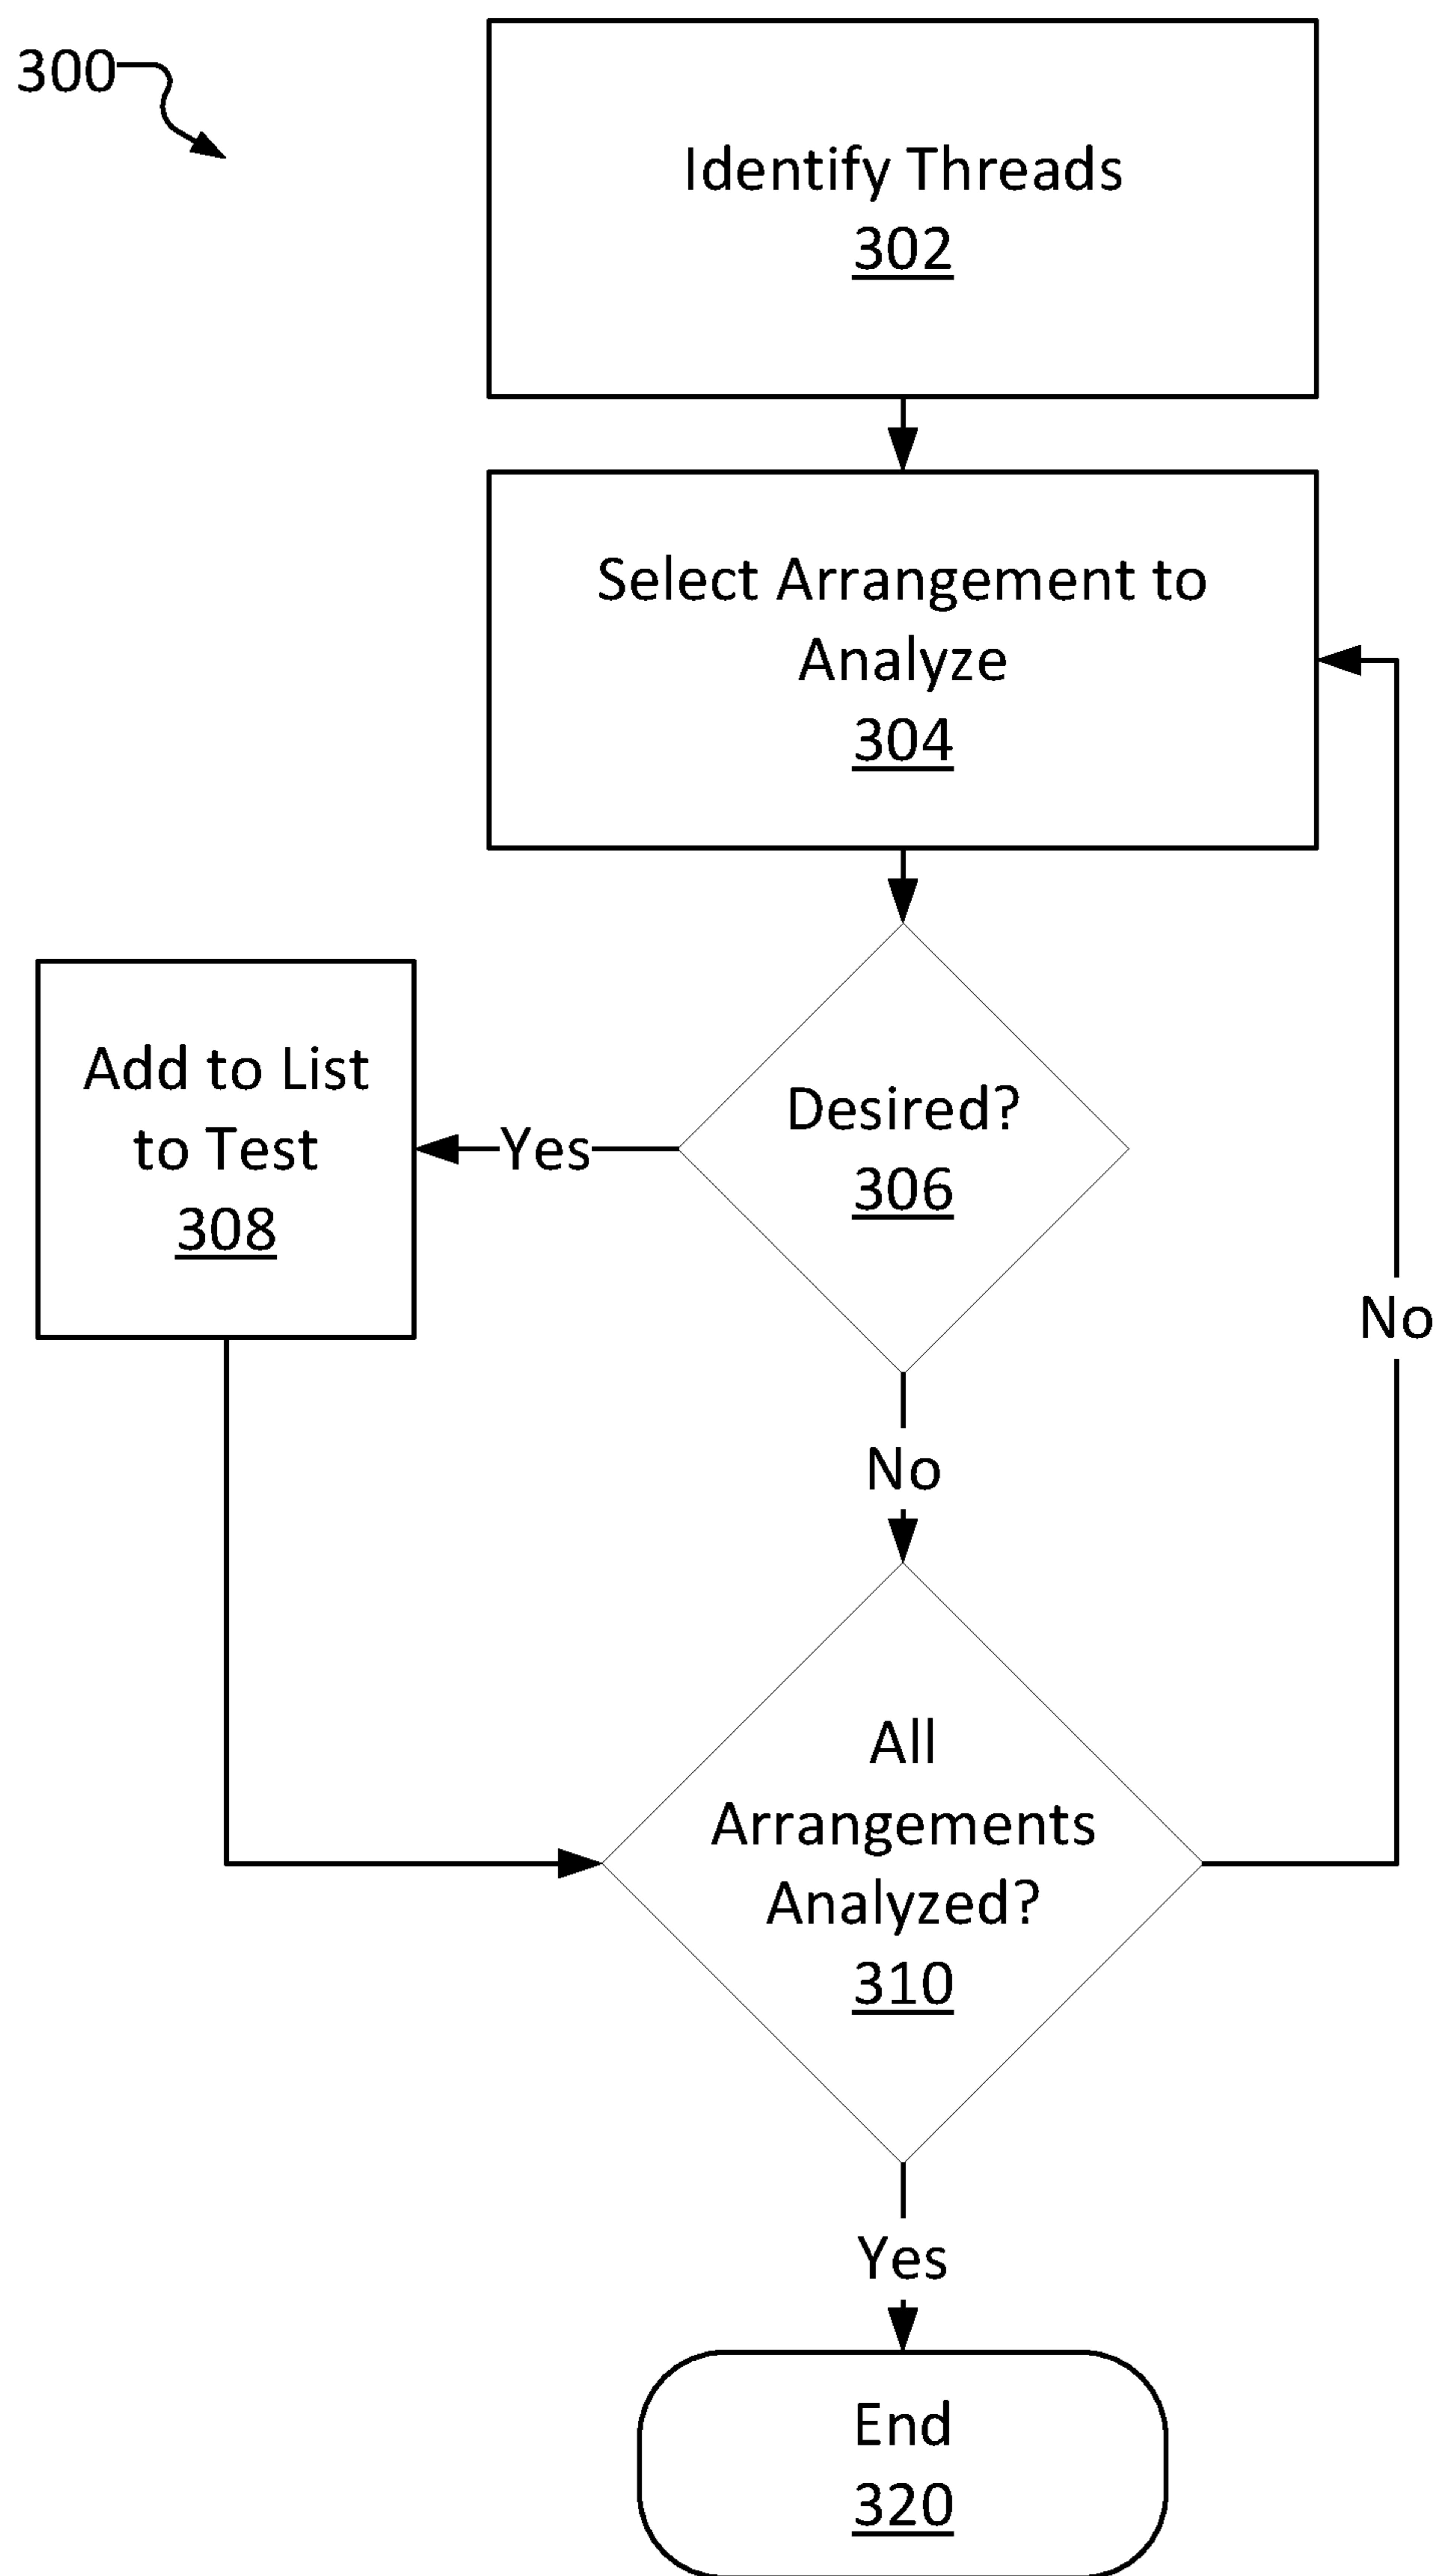 300
Identify Threads
302
Select Arrangement to
Analyze
304
Desired?
306
Yes
Add to List
to Test
308
No
No
All
Arrangements
Analyzed?
310
Yes
End
320